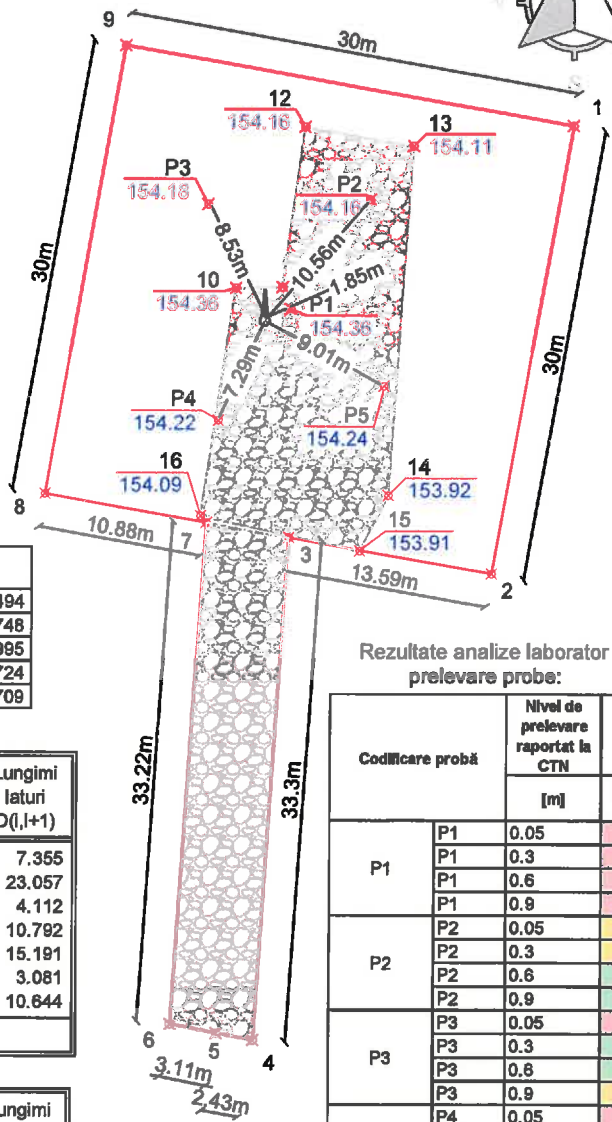 9
30m
1
12
154.16
13
154.11
P3
154.18
P2
154.16
8.53m
10.56m
30m
10
154.36
1.85m
P1
154.36
30m
9.01m
7.29m
P4
154.22
P5
154.24
16
154.09
14
153.92
8
15
153.91
10.88m
7
3
13.59m
2
494
748
995
724
709
Lungimi
laturi
D(i,i+1)
7.355
23.057
4.112
10.792
15.191
3.081
10.644
33.22m
33.3m
6
5
4
3.11m
2.43m
Rezultate analize laborator
prelevare probe:
Codificare probă
Nivel de
prelevare
raportat la
CTN
[m]
P1
P1 0.05
P1 0.3
P1 0.6
P1 0.9
P2
P2 0.05
P2 0.3
P2 0.6
P2 0.9
P3
P3 0.05
P3 0.3
P3 0.6
P3 0.9
P4 0.05